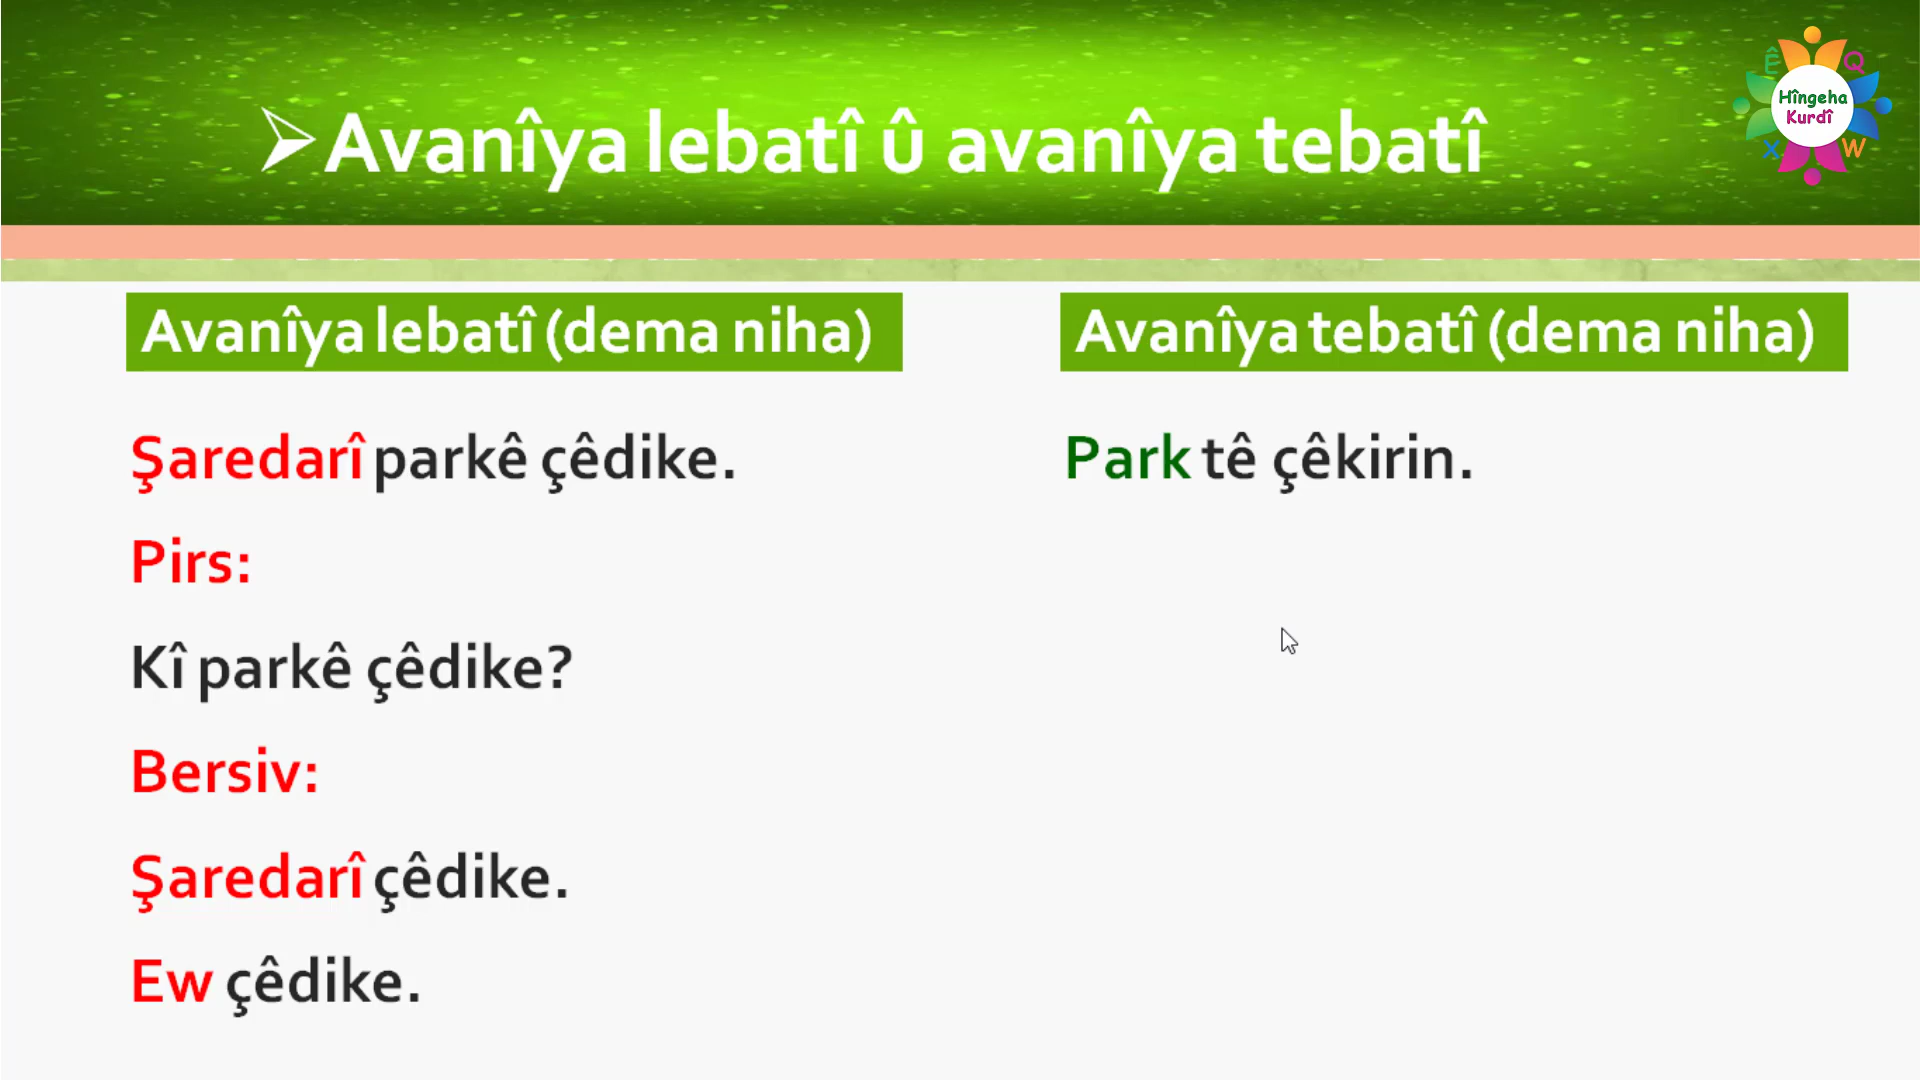 ➢Avanîya lebatî û avanîya tebatî
Ê Q
Hîngeha
Kurdî
X W
Avanîya lebatî (dema niha)
Şaredarî parkê çêdike.
Pirs:
Kî parkê çêdike?
Bersiv:
Şaredarî çêdike.
Ew çêdike.
Avanîya tebatî (dema niha)
Park tê çêkirin.